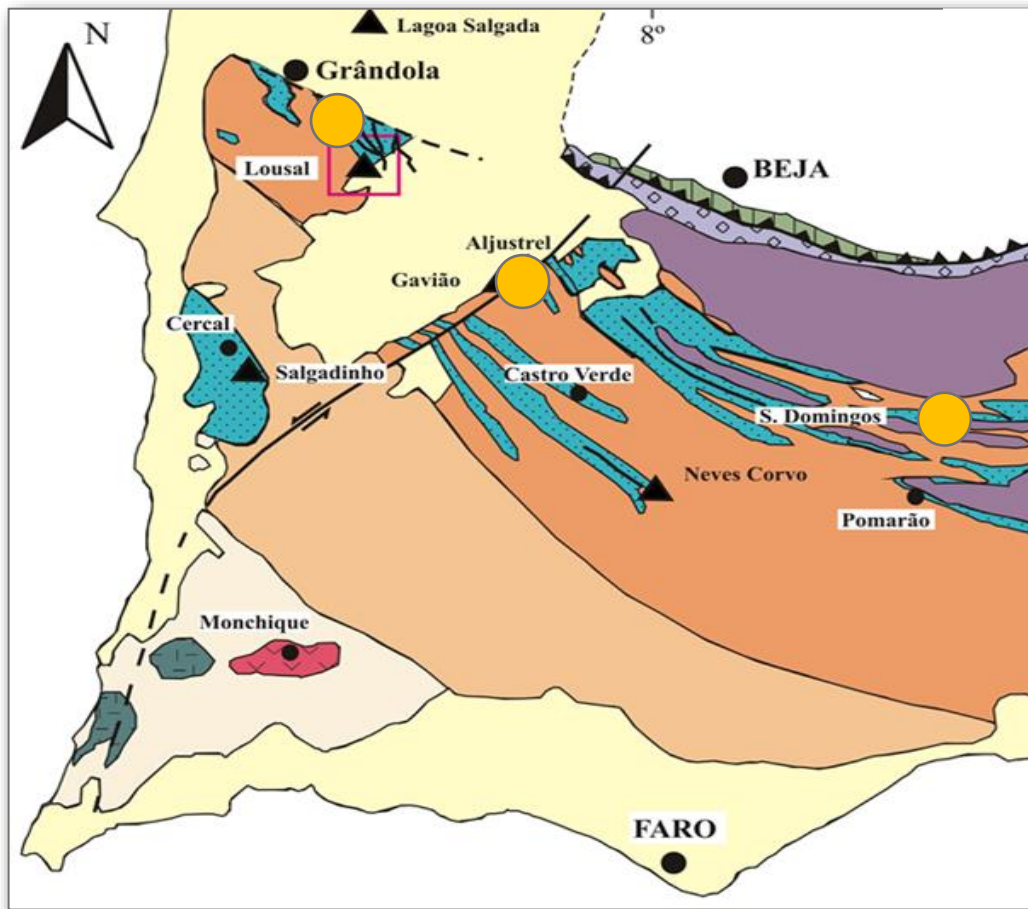 N
Lagoa Salgada
8º
Grândola
Lousal
BEJA
Aljustrel
Gavião
Cercal
Salgadinho
Castro Verde
S. Domingos
Neves Corvo
Pomarão
Monchique
FARO